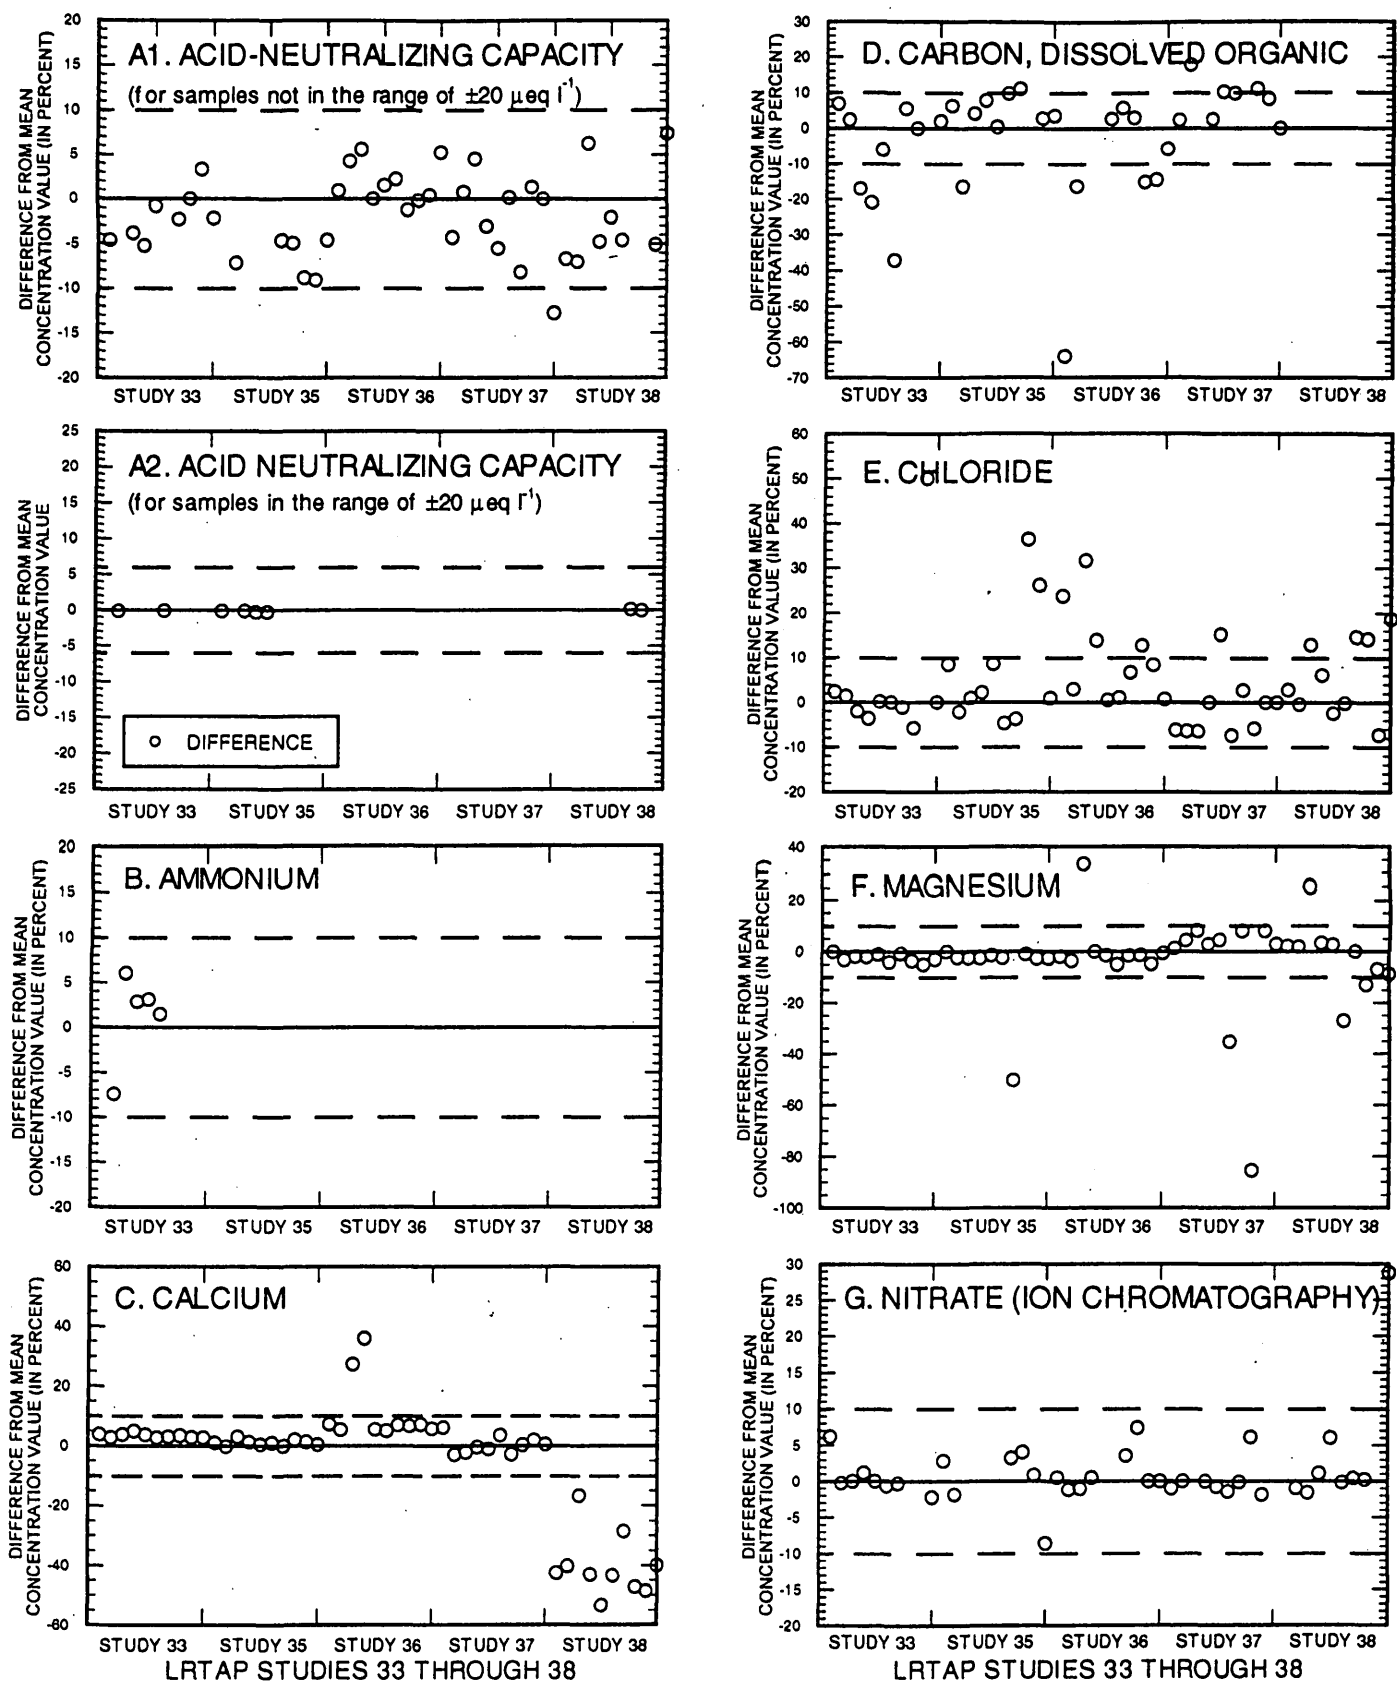 DIFFERENCE FROM MEAN
CONCENTRATION VALUE (IN PERCENT)
20
15
10
5
0
-5
-10
-15
-20
A1. ACID-NEUTRALIZING CAPACITY
(for samples not in the range of ±20 µeq l⁻¹)
STUDY 33 STUDY 35 STUDY 36 STUDY 37 STUDY 38
DIFFERENCE FROM MEAN
CONCENTRATION VALUE
25
20
15
10
5
0
-5
-10
-15
-20
-25
A2. ACID NEUTRALIZING CAPACITY
(for samples in the range of ±20 µeq l¹)
DIFFERENCE
STUDY 33 STUDY 35 STUDY 36 STUDY 37 STUDY 38
DIFFERENCE FROM MEAN
CONCENTRATION VALUE (IN PERCENT)
20
15
10
5
0
-5
-10
-15
-20
B. AMMONIUM
STUDY 33 STUDY 35 STUDY 36 STUDY 37 STUDY 38
DIFFERENCE FROM MEAN
CONCENTRATION VALUE (IN PERCENT)
60
40
20
0
-20
-40
-60
C. CALCIUM
STUDY 33 STUDY 35 STUDY 36 STUDY 37 STUDY 38
LRTAP STUDIES 33 THROUGH 38
DIFFERENCE FROM MEAN
CONCENTRATION VALUE (IN PERCENT)
30
20
10
0
-10
-20
-30
-40
-50
-60
-70
D. CARBON, DISSOLVED ORGANIC
STUDY 33 STUDY 35 STUDY 36 STUDY 37 STUDY 38
DIFFERENCE FROM MEAN
CONCENTRATION VALUE (IN PERCENT)
60
50
40
30
20
10
0
-10
-20
E. CHLORIDE
STUDY 33 STUDY 35 STUDY 36 STUDY 37 STUDY 38
DIFFERENCE FROM MEAN
CONCENTRATION VALUE (IN PERCENT)
40
20
0
-20
-40
-60
-80
-100
F. MAGNESIUM
STUDY 33 STUDY 35 STUDY 36 STUDY 37 STUDY 38
DIFFERENCE FROM MEAN
CONCENTRATION VALUE (IN PERCENT)
30
25
20
15
10
5
0
-5
-10
-15
-20
G. NITRATE (ION CHROMATOGRAPHY)
STUDY 33 STUDY 35 STUDY 36 STUDY 37 STUDY 38
LRTAP STUDIES 33 THROUGH 38